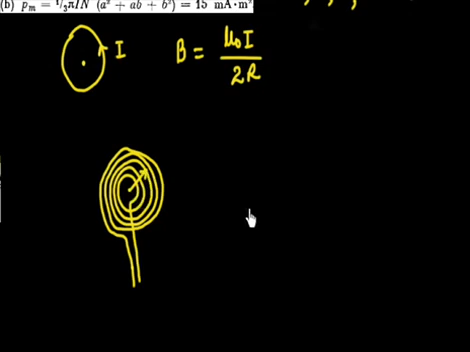 (b) pₘ = ¹/₃πIN (a² + ab + b²) = 15 mA·m²
I
B = μ₀I / 2R